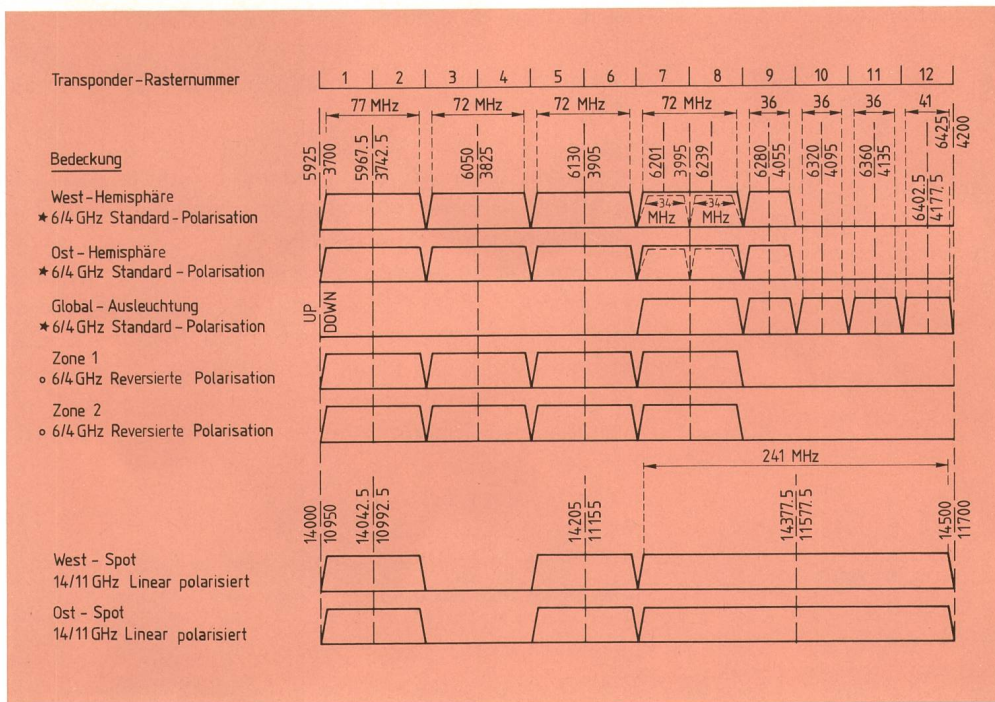 Transponder-Rasternummer
1 2 3 4 5 6 7 8 9 10 11 12
77 MHz 72 MHz 72 MHz 72 MHz 36 36 36 41
5925 5967.5 6050 6130 6201 6239 6280 6320 6360 6402.5 6425
3700 3742.5 3825 3905 3995 4055 4095 4135 4177.5 4200
Bedeckung
West-Hemisphäre
★ 6/4 GHz Standard-Polarisation
34 MHz 34 MHz
Ost-Hemisphäre
★ 6/4 GHz Standard-Polarisation
Global-Ausleuchtung
★ 6/4 GHz Standard-Polarisation
UP
DOWN
Zone 1
o 6/4 GHz Reversierte Polarisation
Zone 2
o 6/4 GHz Reversierte Polarisation
241 MHz
14000 14042.5 14205 14377.5 14500
10950 10992.5 11155 11577.5 11700
West-Spot
14/11 GHz Linear polarisiert
Ost-Spot
14/11 GHz Linear polarisiert